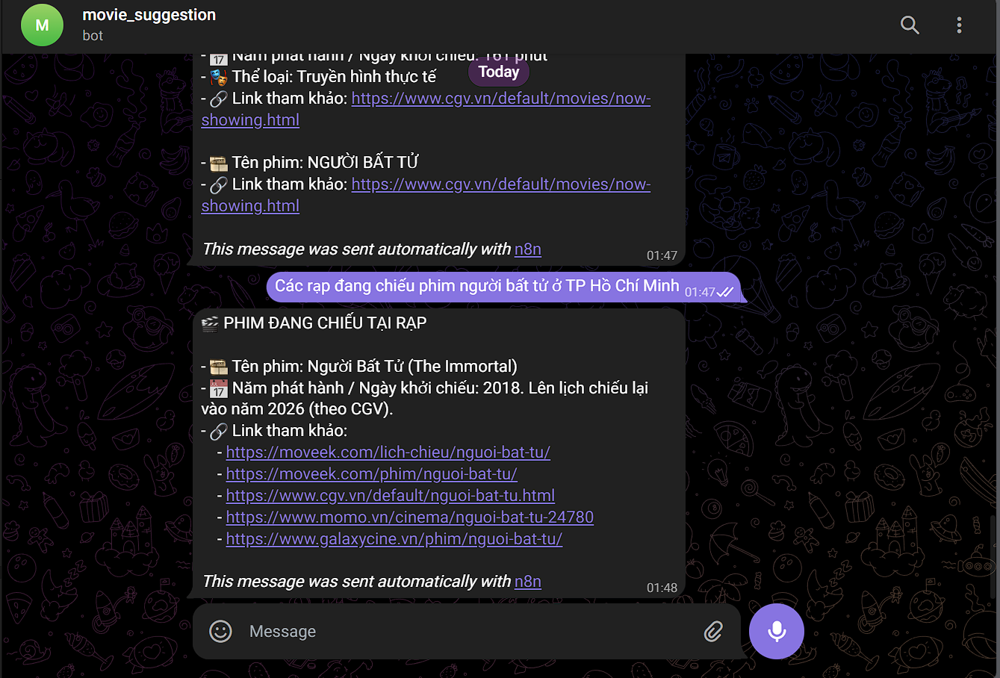 M
movie_suggestion
bot
- 17 Năm phát hành / Ngày khởi chiếu: 161 phút
Today
- Thể loại: Truyền hình thực tế
- Link tham khảo: https://www.cgv.vn/default/movies/now-
showing.html
- Tên phim: NGƯỜI BẤT TỬ
- Link tham khảo: https://www.cgv.vn/default/movies/now-
showing.html
This message was sent automatically with n8n
01:47
Các rạp đang chiếu phim người bất tử ở TP Hồ Chí Minh 01:47
PHIM ĐANG CHIẾU TẠI RẠP
- Tên phim: Người Bất Tử (The Immortal)
- 17 Năm phát hành / Ngày khởi chiếu: 2018. Lên lịch chiếu lại
vào năm 2026 (theo CGV).
- Link tham khảo:
- https://moveek.com/lich-chieu/nguoi-bat-tu/
- https://moveek.com/phim/nguoi-bat-tu/
- https://www.cgv.vn/default/nguoi-bat-tu.html
- https://www.momo.vn/cinema/nguoi-bat-tu-24780
- https://www.galaxycine.vn/phim/nguoi-bat-tu/
This message was sent automatically with n8n
01:48
Message